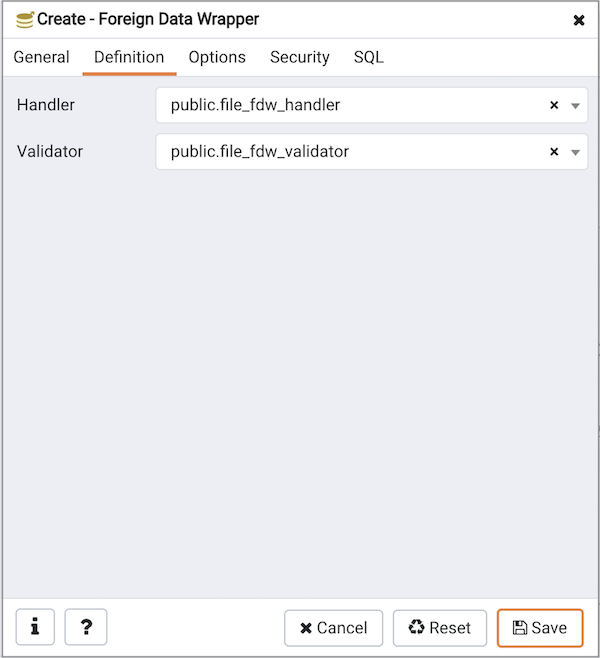 Create - Foreign Data Wrapper
General Definition Options Security SQL
Handler public.file_fdw_handler
Validator public.file_fdw_validator
i ? Cancel Reset Save